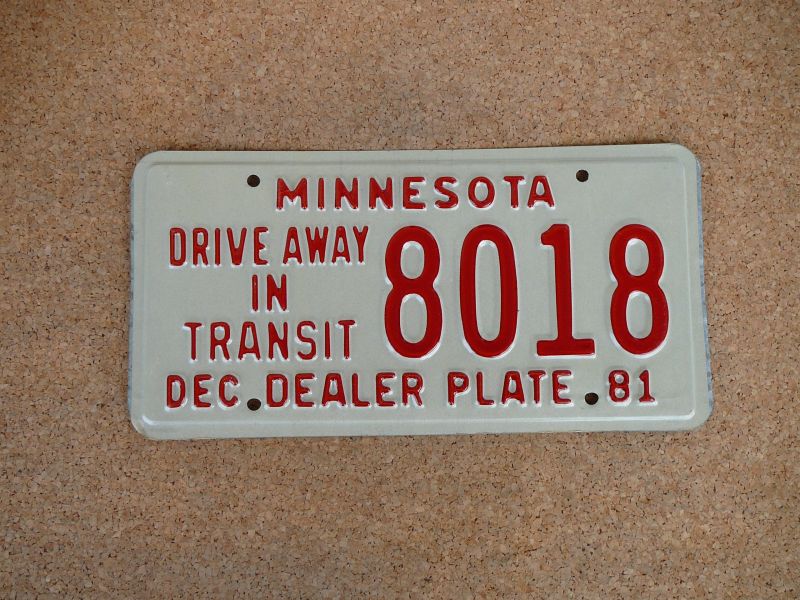 MINNESOTA
DRIVE AWAY
IN
TRANSIT
8018
DEC DEALER PLATE 81